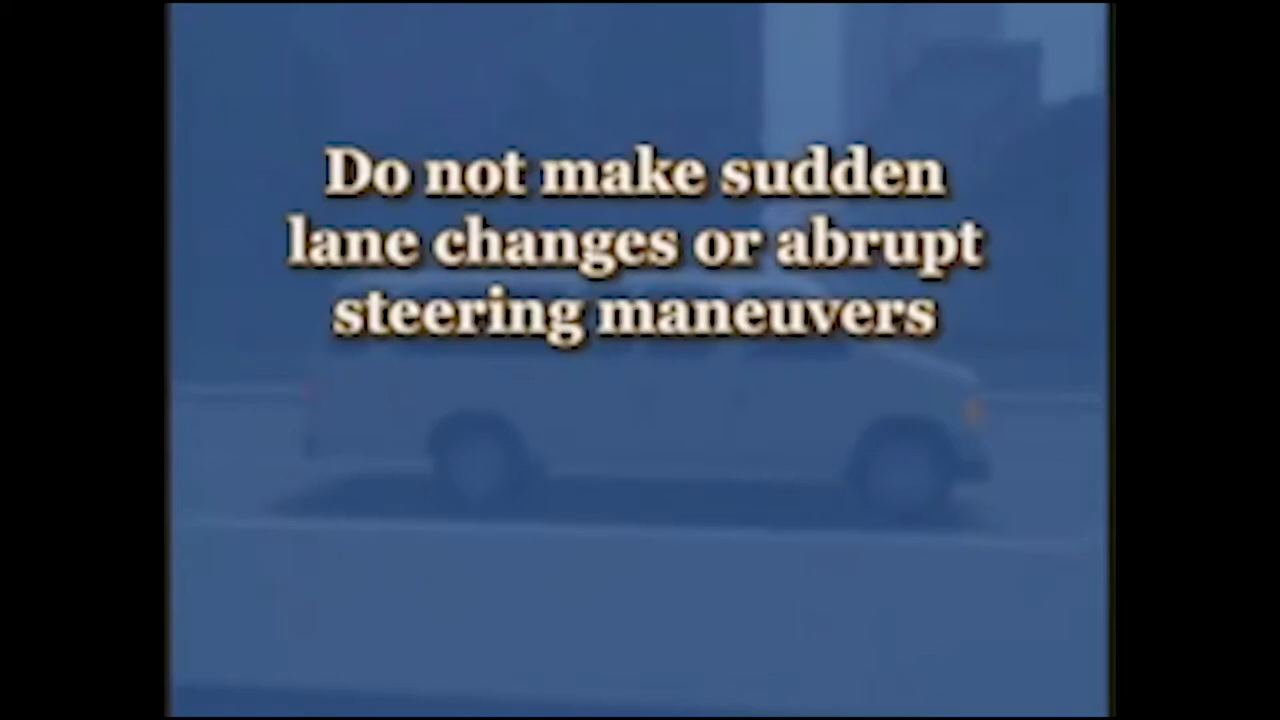 Do not make sudden
lane changes or abrupt
steering maneuvers